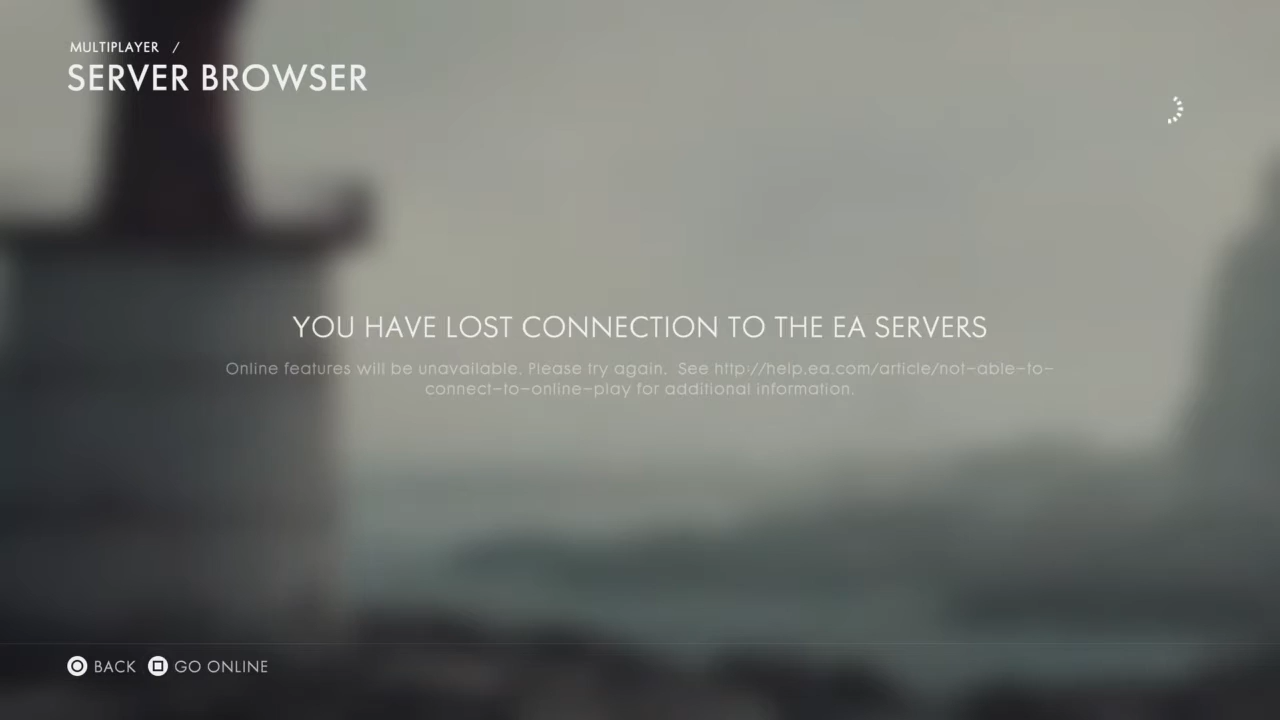 MULTIPLAYER /
SERVER BROWSER
YOU HAVE LOST CONNECTION TO THE EA SERVERS
Online features will be unavailable. Please try again.  See http://help.ea.com/article/not-able-to-
connect-to-online-play for additional information.
BACK GO ONLINE